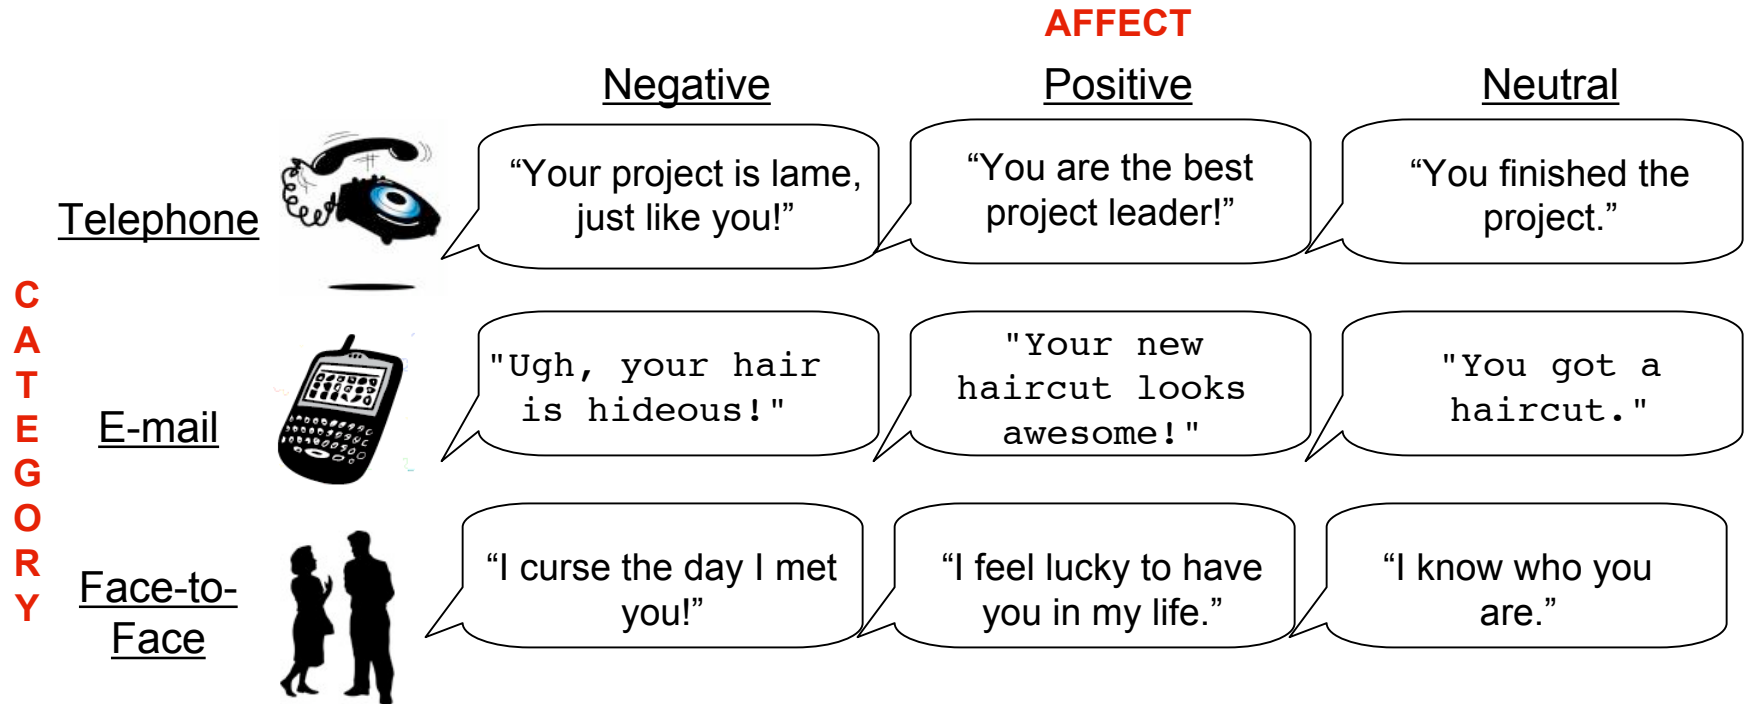 AFFECT
Negative
Positive
Neutral
CATEGORY
Telephone
“Your project is lame,
just like you!”
“You are the best
project leader!”
“You finished the
project.”
E-mail
"Ugh, your hair
is hideous!"
"Your new
haircut looks
awesome!"
"You got a
haircut."
Face-to-
Face
“I curse the day I met
you!”
“I feel lucky to have
you in my life.”
“I know who you
are.”